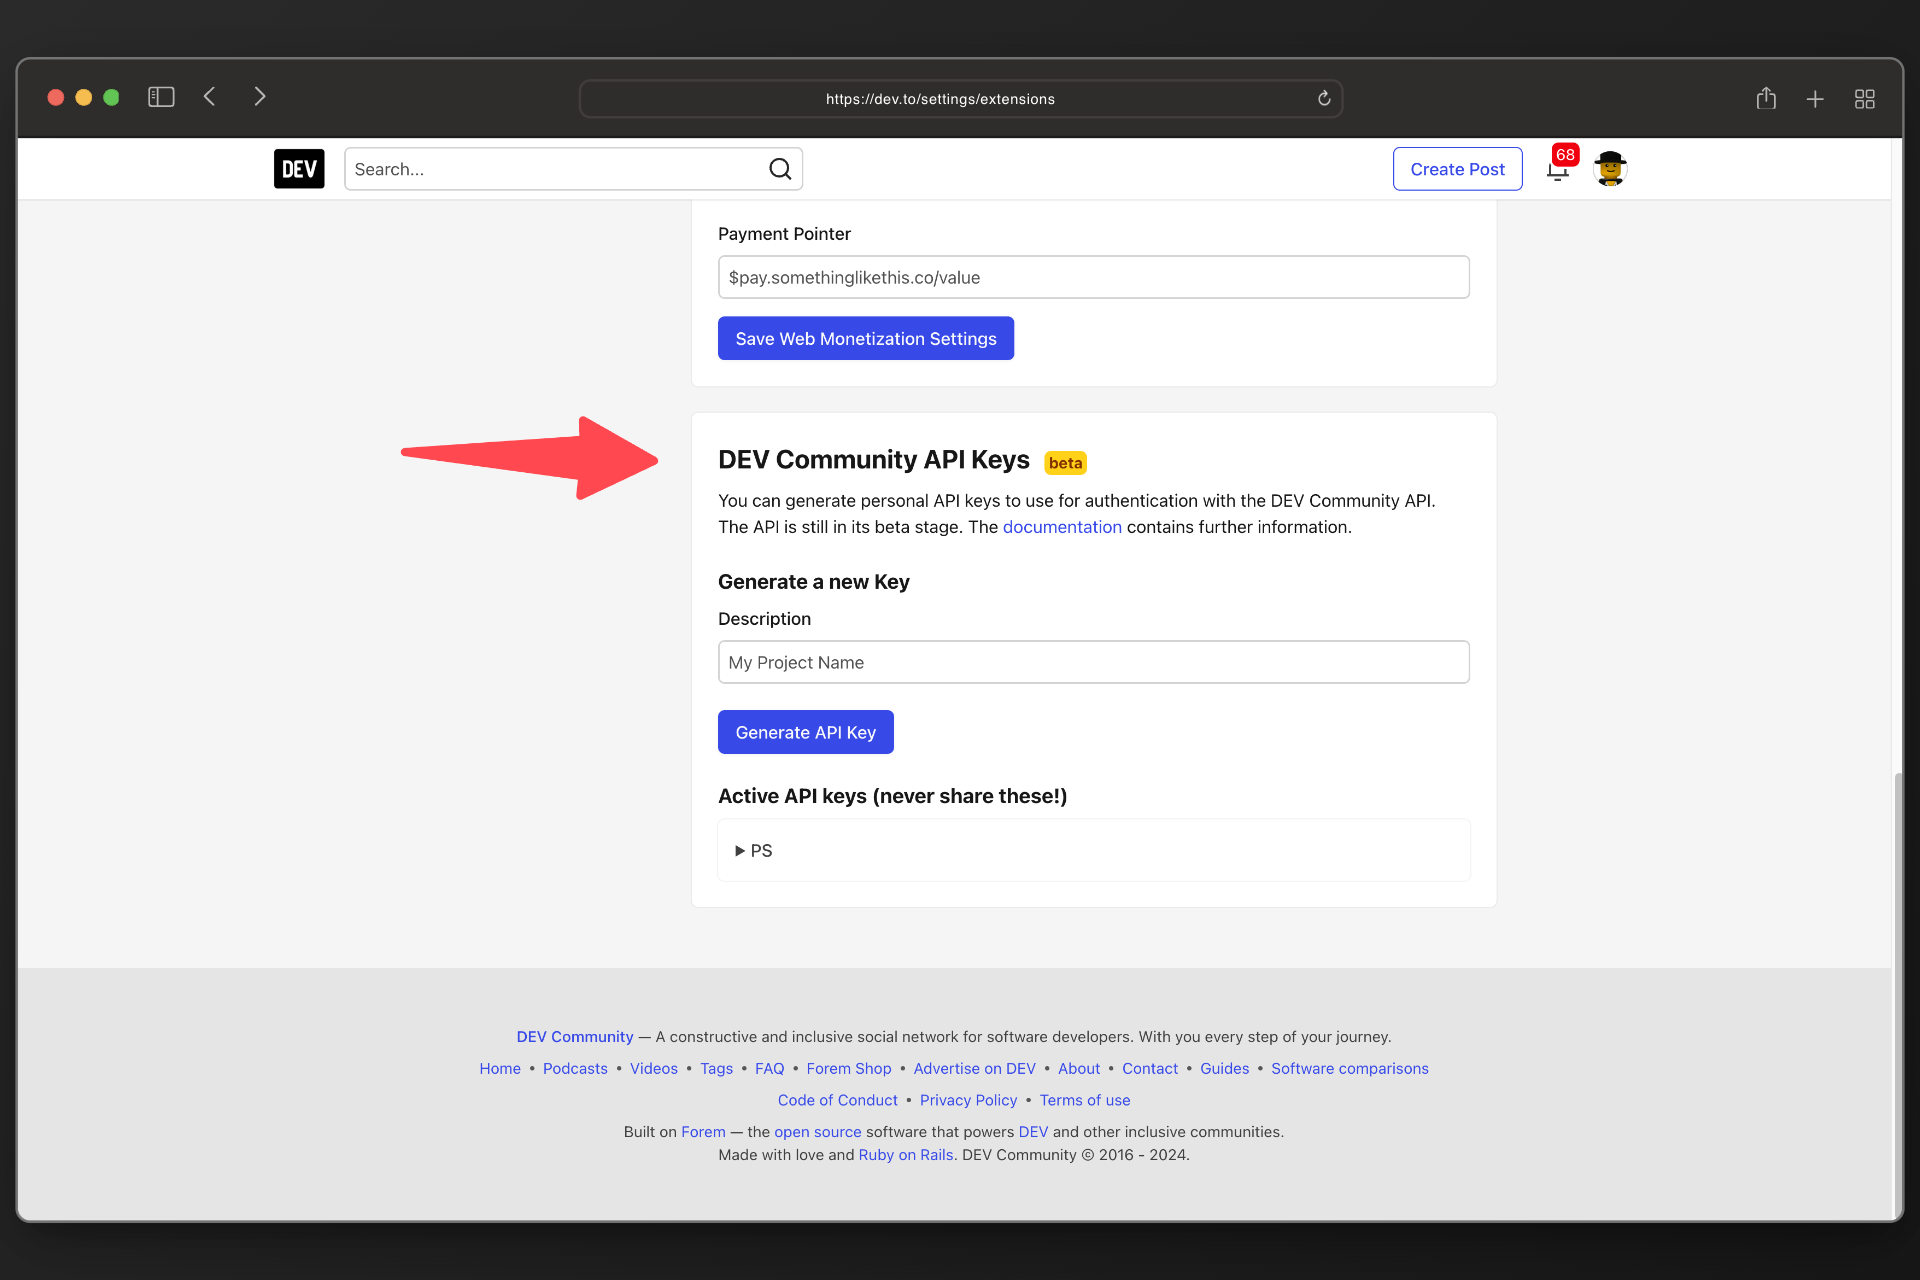 https://dev.to/settings/extensions
DEV
Search...
Create Post
68
Payment Pointer
$pay.somethinglikethis.co/value
Save Web Monetization Settings
DEV Community API Keys beta
You can generate personal API keys to use for authentication with the DEV Community API.
The API is still in its beta stage. The documentation contains further information.
Generate a new Key
Description
My Project Name
Generate API Key
Active API keys (never share these!)
PS
DEV Community — A constructive and inclusive social network for software developers. With you every step of your journey.
Home • Podcasts • Videos • Tags • FAQ • Forem Shop • Advertise on DEV • About • Contact • Guides • Software comparisons
Code of Conduct • Privacy Policy • Terms of use
Built on Forem — the open source software that powers DEV and other inclusive communities.
Made with love and Ruby on Rails. DEV Community © 2016 - 2024.